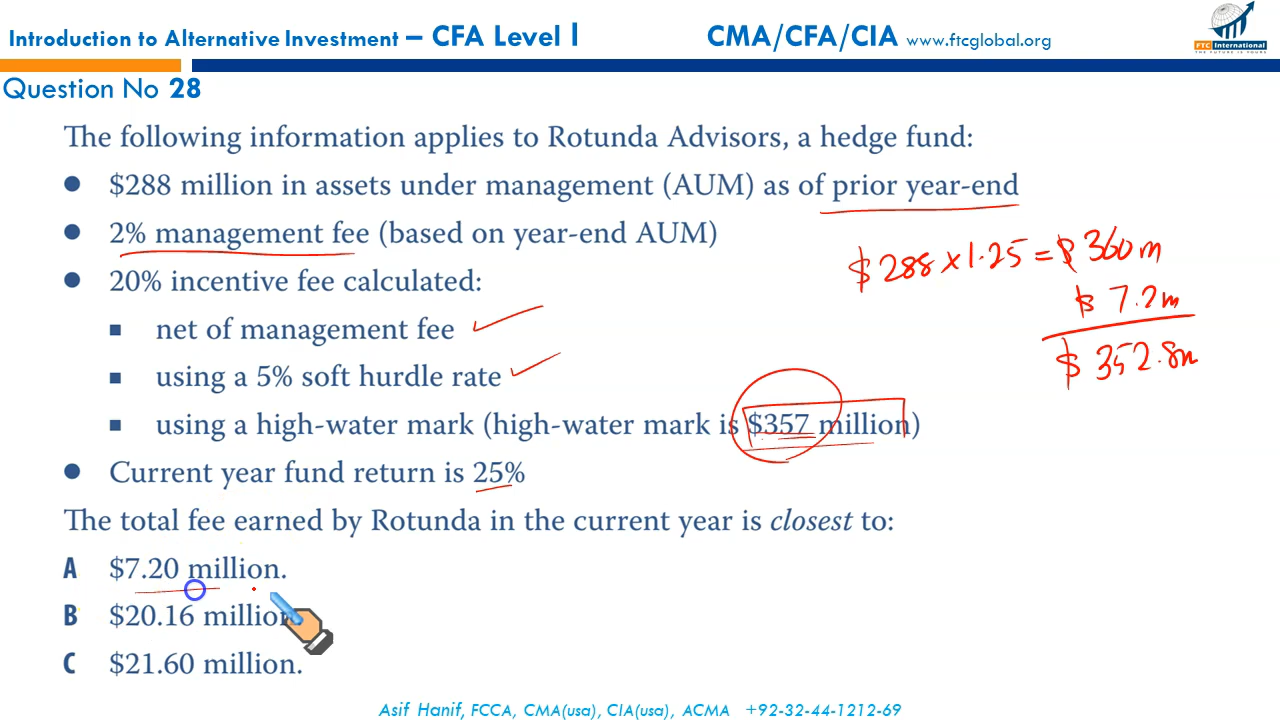 Introduction to Alternative Investment – CFA Level I CMA/CFA/CIA www.ftcglobal.org
FTC International
THE FUTURE IS YOURS
Question No 28
The following information applies to Rotunda Advisors, a hedge fund:
● $288 million in assets under management (AUM) as of prior year-end
● 2% management fee (based on year-end AUM)
$288 × 1.25 = $360m
● 20% incentive fee calculated:
$ 7.2m
■ net of management fee
$ 352.8m
■ using a 5% soft hurdle rate
■ using a high-water mark (high-water mark is $357 million)
● Current year fund return is 25%
The total fee earned by Rotunda in the current year is closest to:
A $7.20 million.
B $20.16 million.
C $21.60 million.
Asif Hanif, FCCA, CMA(usa), CIA(usa), ACMA +92-32-44-1212-69